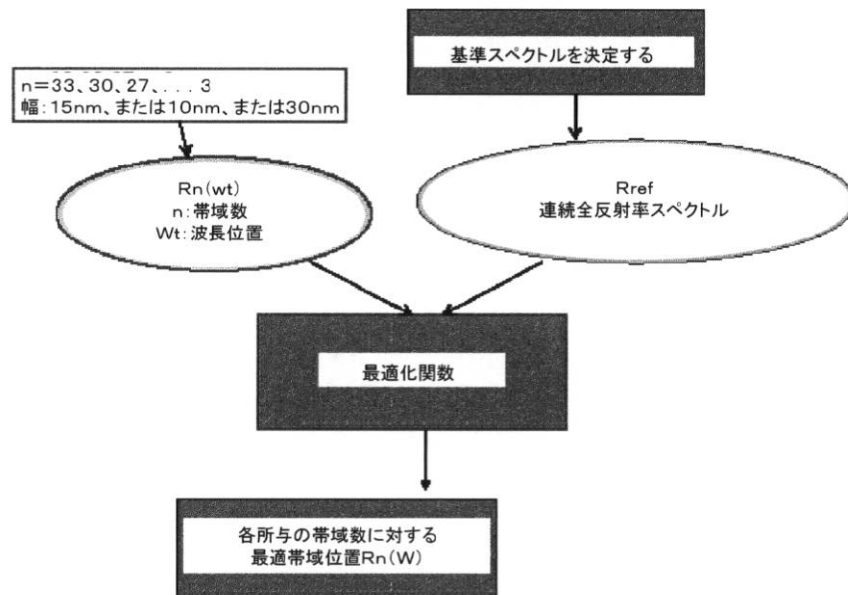 基準スペクトルを決定する
n=33、30、27、. . . 3
幅:15nm、または10nm、または30nm
Rn(wt)
n:帯域数
Wt:波長位置
Rref
連続全反射率スペクトル
最適化関数
各所与の帯域数に対する
最適帯域位置Rn(W)